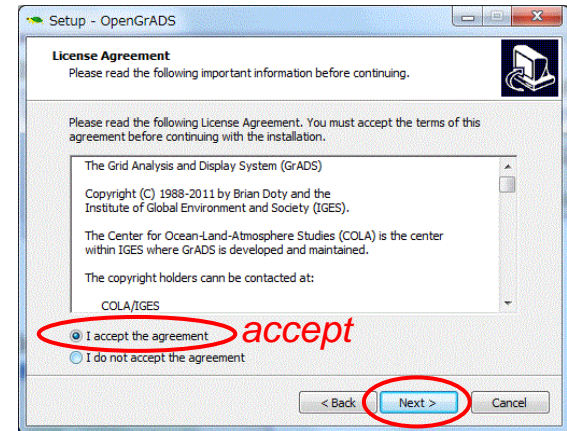 Setup - OpenGrADS
License Agreement
Please read the following important information before continuing.
Please read the following License Agreement. You must accept the terms of this
agreement before continuing with the installation.
The Grid Analysis and Display System (GrADS)
Copyright (C) 1988-2011 by Brian Doty and the
Institute of Global Environment and Society (IGES).
The Center for Ocean-Land-Atmosphere Studies (COLA) is the center
within IGES where GrADS is developed and maintained.
The copyright holders cann be contacted at:
COLA/IGES
I accept the agreement accept
I do not accept the agreement
< Back Next > Cancel